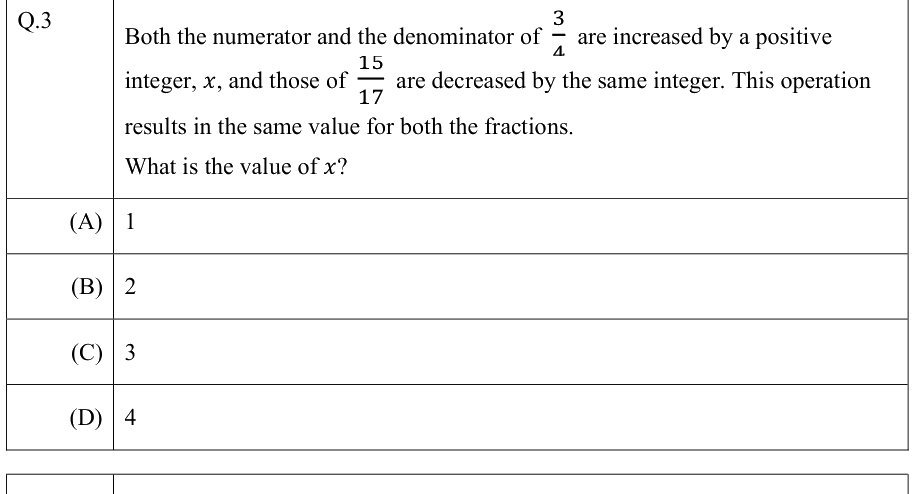 Q.3
Both the numerator and the denominator of 3/4 are increased by a positive
integer, x, and those of 15/17 are decreased by the same integer. This operation
results in the same value for both the fractions.
What is the value of x?
(A) 1
(B) 2
(C) 3
(D) 4